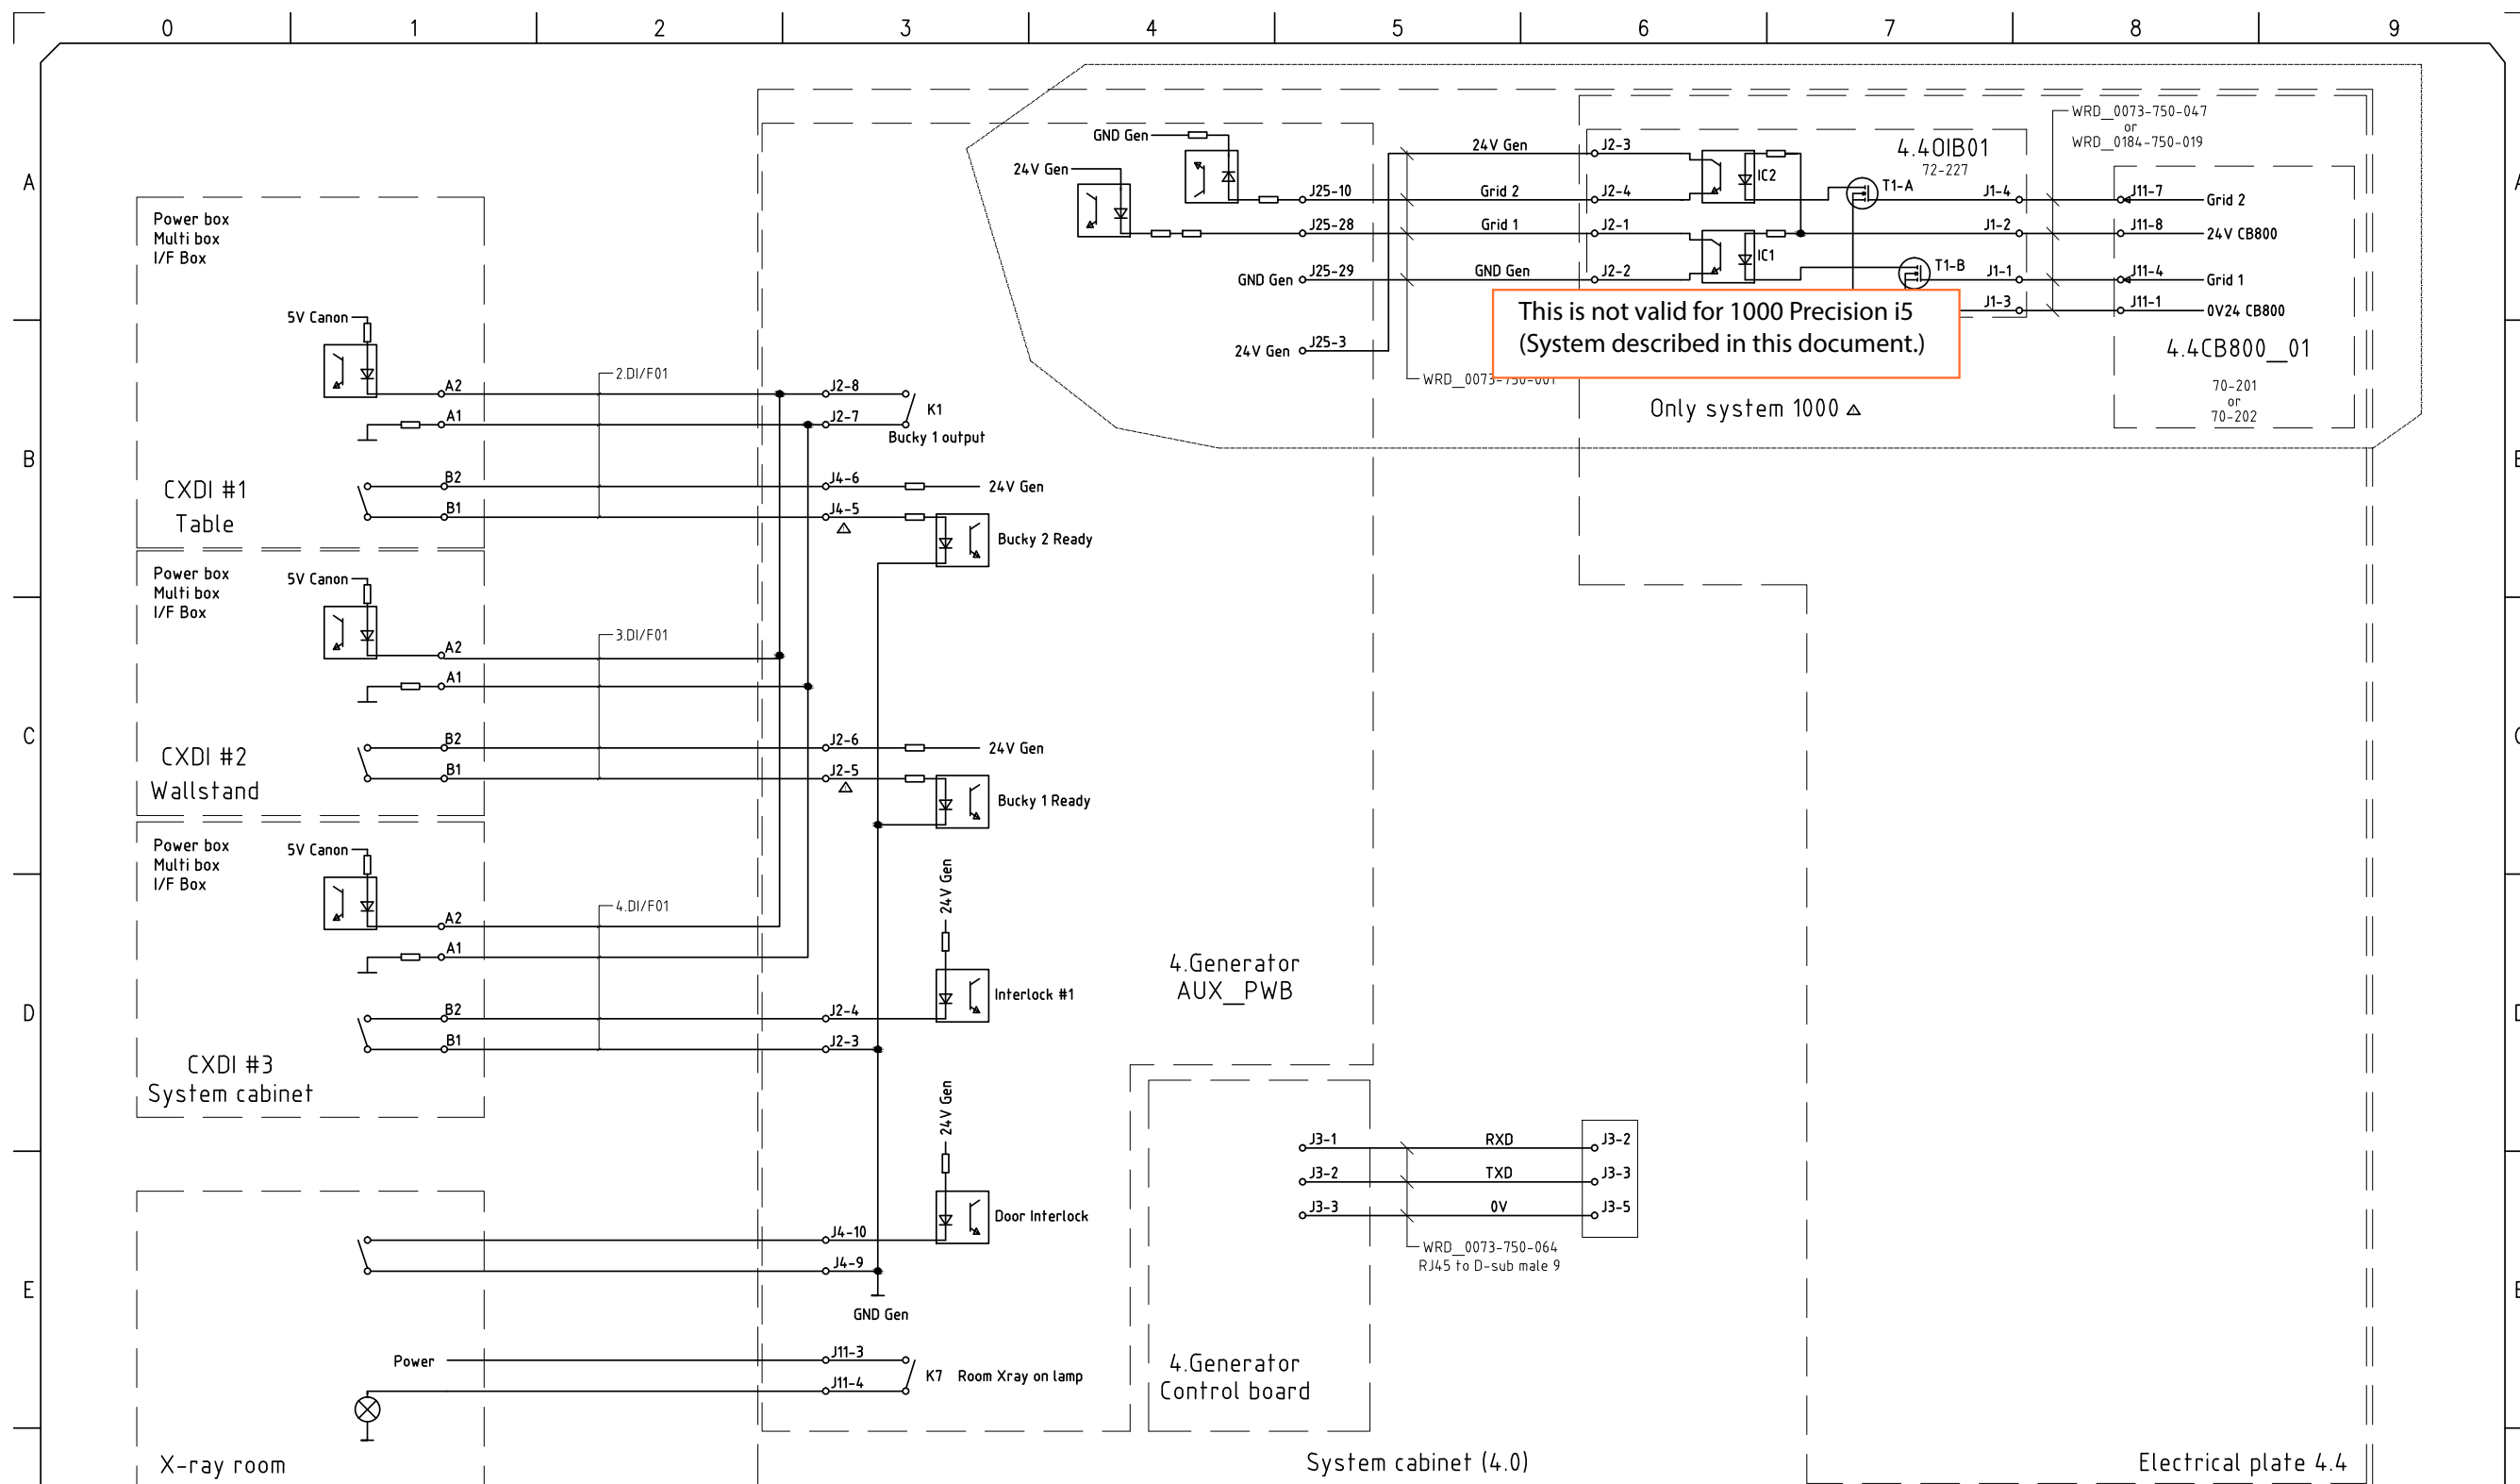 0 1 2 3 4 5 6 7 8 9
A
B
C
D
E
Power box
Multi box
I/F Box
5V Canon
A2
A1
B2
B1
CXDI #1
Table
2.DI/F01
J2-8
J2-7
K1
Bucky 1 output
J4-6
24V Gen
J4-5
Bucky 2 Ready
Power box
Multi box
I/F Box
5V Canon
A2
A1
B2
B1
CXDI #2
Wallstand
3.DI/F01
J2-6
24V Gen
J2-5
Bucky 1 Ready
Power box
Multi box
I/F Box
5V Canon
A2
A1
B2
B1
CXDI #3
System cabinet
4.DI/F01
24V Gen
Interlock #1
J2-4
J2-3
24V Gen
Door Interlock
J4-10
J4-9
GND Gen
Power
J11-3
J11-4
K7 Room Xray on lamp
X-ray room
GND Gen
24V Gen
J25-10
J25-28
GND Gen J25-29
24V Gen J25-3
24V Gen
Grid 2
Grid 1
GND Gen
WRD_0073-750-001
J2-3
J2-4
J2-1
J2-2
IC2
IC1
4.4OIB01
72-227
T1-A
T1-B
J1-4
J1-2
J1-1
J1-3
WRD_0073-750-047
or
WRD_0184-750-019
J11-7 Grid 2
J11-8 24V CB800
J11-4 Grid 1
J11-1 0V24 CB800
4.4CB800_01
70-201
or
70-202
This is not valid for 1000 Precision i5
(System described in this document.)
Only system 1000
4.Generator
AUX_PWB
J3-1 RXD J3-2
J3-2 TXD J3-3
J3-3 0V J3-5
WRD_0073-750-064
RJ45 to D-sub male 9
4.Generator
Control board
System cabinet (4.0)
Electrical plate 4.4